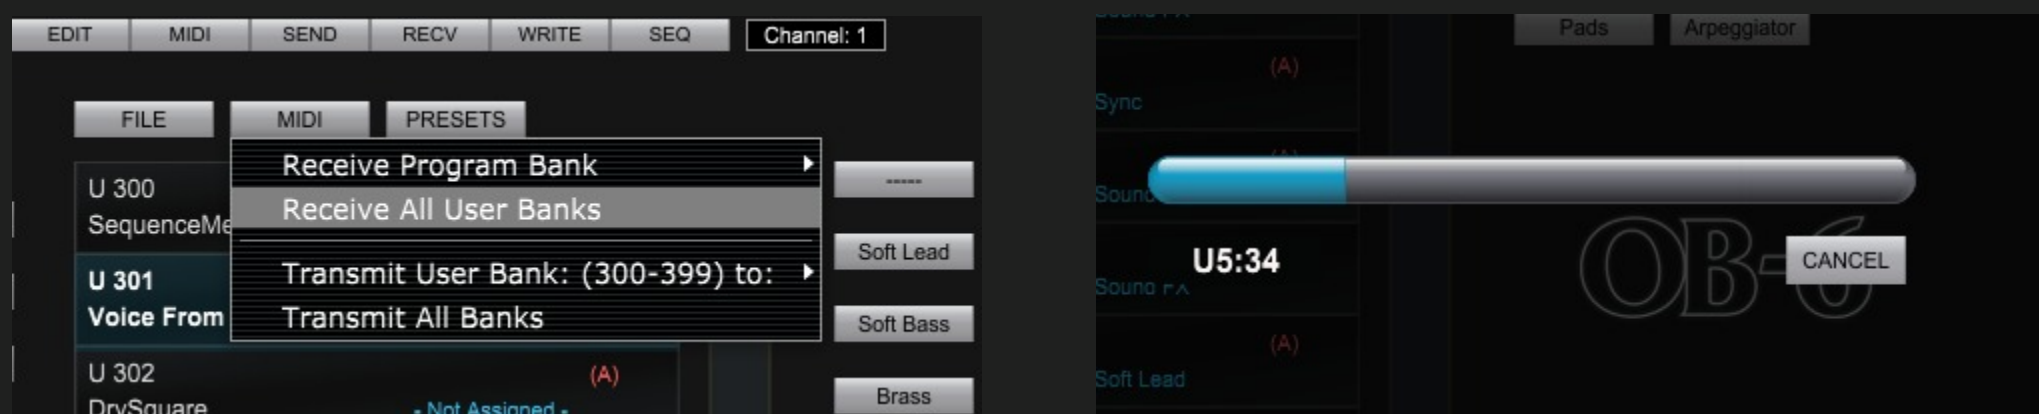 EDIT MIDI SEND RECV WRITE SEQ Channel: 1
FILE MIDI PRESETS
Receive Program Bank
Receive All User Banks
Transmit User Bank: (300-399) to:
Transmit All Banks
U 300
SequenceMe
U 301
Voice From
U 302 (A)
DrySquare - Not Assigned -
-----
Soft Lead
Soft Bass
Brass
Sound FX
Pads Arpeggiator
(A)
Sync
(A)
Sound
U5:34
Sound FX
OB-6
CANCEL
(A)
Soft Lead